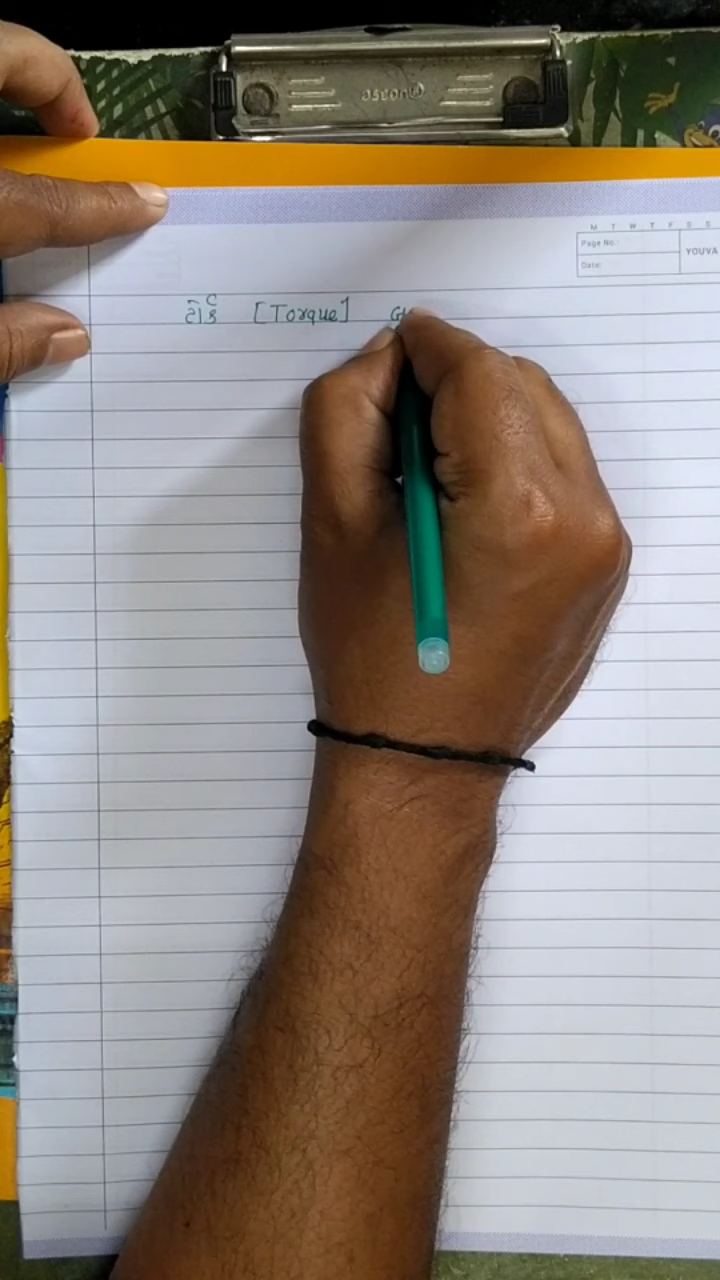 M T W T F S S
Page No.:
YOUVA
Date:
ટોર્ક [Torque]